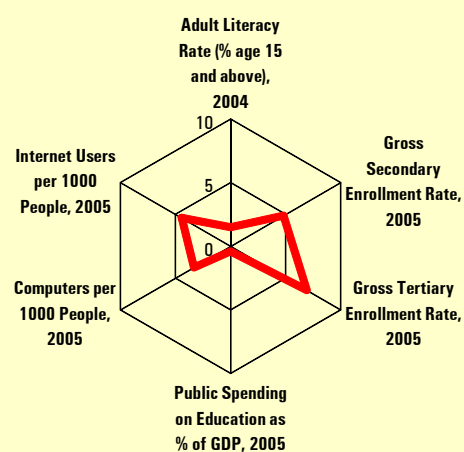 Adult Literacy
Rate (% age 15
and above),
2004
10
5
0
Gross
Secondary
Enrollment Rate,
2005
Gross Tertiary
Enrollment Rate,
2005
Public Spending
on Education as
% of GDP, 2005
Computers per
1000 People,
2005
Internet Users
per 1000
People, 2005